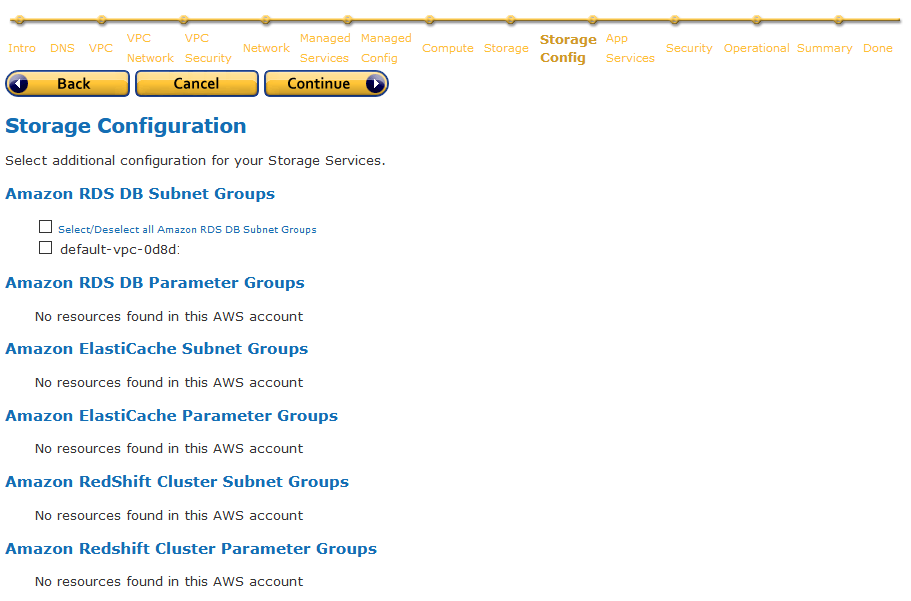 Intro DNS VPC VPC Network VPC Security Network Managed Services Managed Config Compute Storage Storage Config App Services Security Operational Summary Done
Back Cancel Continue
Storage Configuration
Select additional configuration for your Storage Services.
Amazon RDS DB Subnet Groups
Select/Deselect all Amazon RDS DB Subnet Groups
default-vpc-0d8d:
Amazon RDS DB Parameter Groups
No resources found in this AWS account
Amazon ElastiCache Subnet Groups
No resources found in this AWS account
Amazon ElastiCache Parameter Groups
No resources found in this AWS account
Amazon RedShift Cluster Subnet Groups
No resources found in this AWS account
Amazon Redshift Cluster Parameter Groups
No resources found in this AWS account